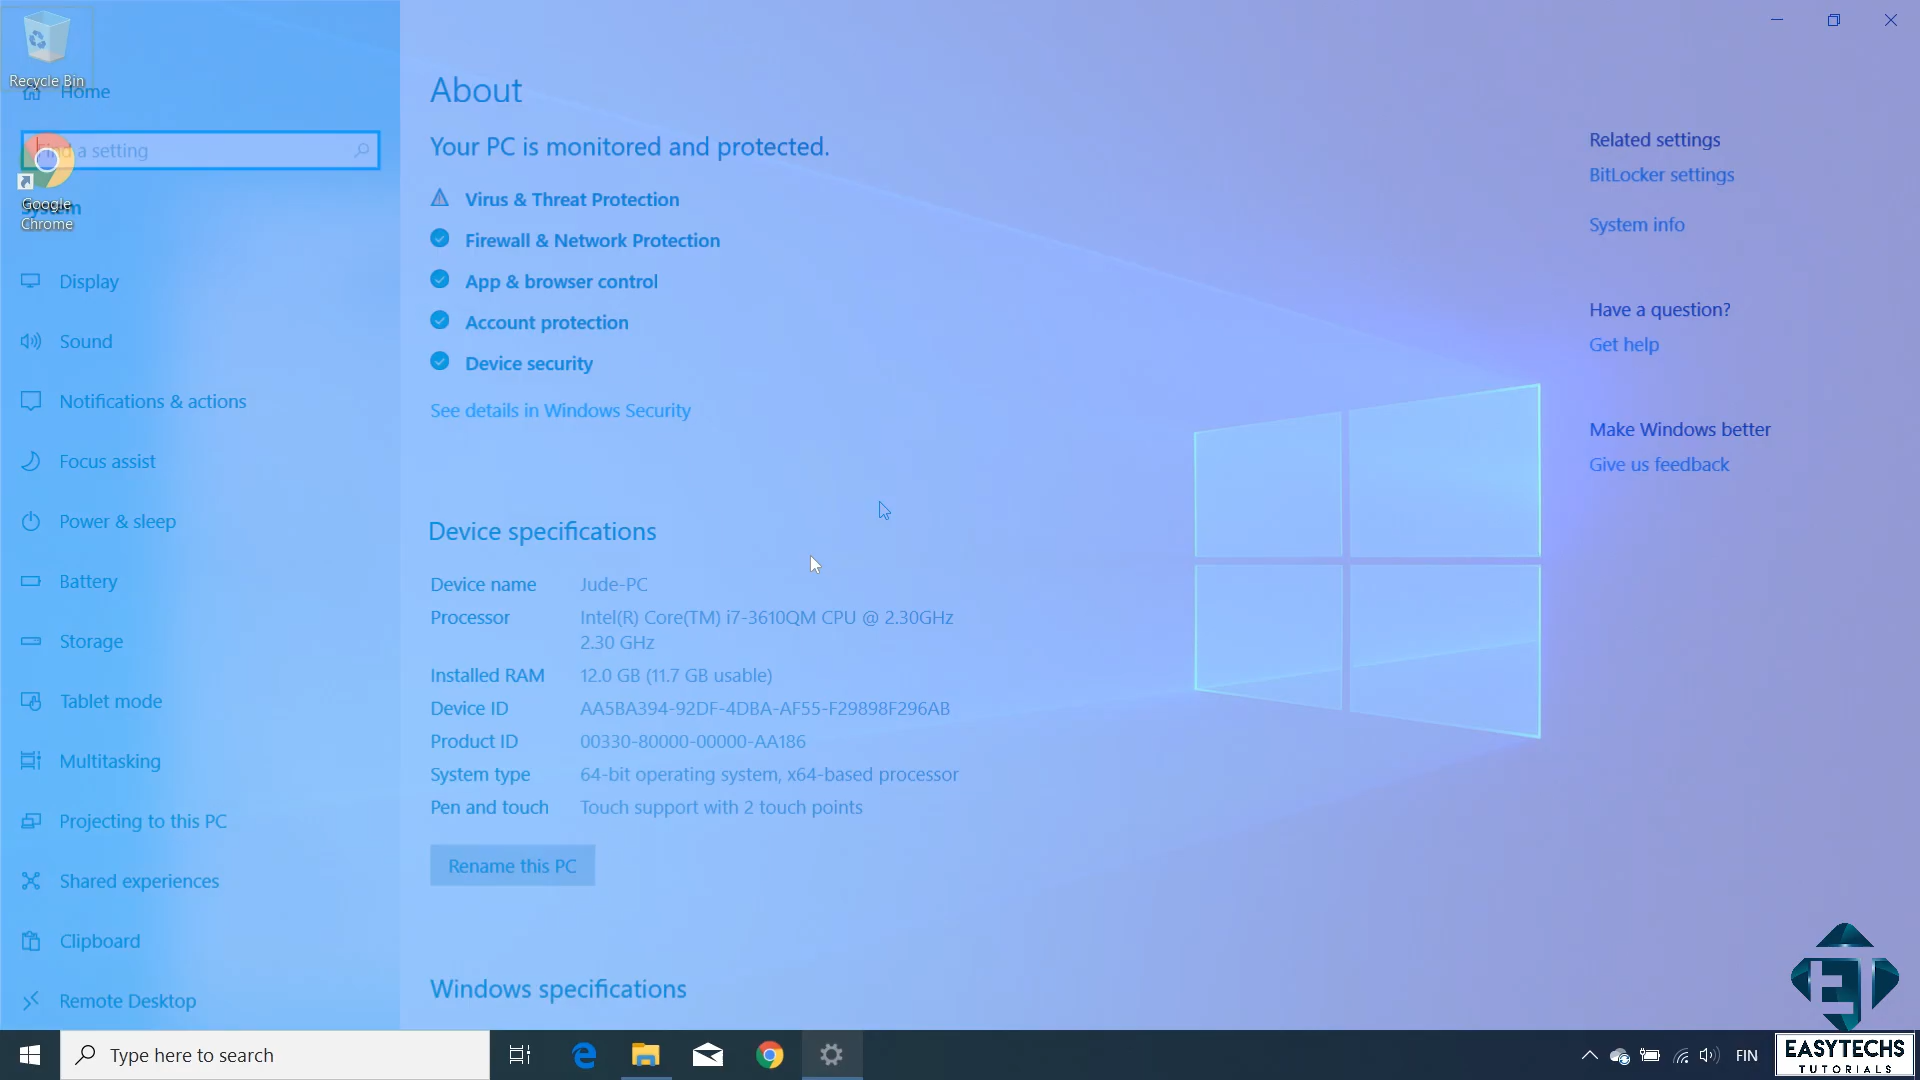 Recycle Bin
Home
Find a setting
Google
Chrome
System
Display
Sound
Notifications & actions
Focus assist
Power & sleep
Battery
Storage
Tablet mode
Multitasking
Projecting to this PC
Shared experiences
Clipboard
Remote Desktop
About
Your PC is monitored and protected.
Virus & Threat Protection
Firewall & Network Protection
App & browser control
Account protection
Device security
See details in Windows Security
Device specifications
Device name Jude-PC
Processor Intel(R) Core(TM) i7-3610QM CPU @ 2.30GHz
2.30 GHz
Installed RAM 12.0 GB (11.7 GB usable)
Device ID AA5BA394-92DF-4DBA-AF55-F29898F296AB
Product ID 00330-80000-00000-AA186
System type 64-bit operating system, x64-based processor
Pen and touch Touch support with 2 touch points
Rename this PC
Windows specifications
Related settings
BitLocker settings
System info
Have a question?
Get help
Make Windows better
Give us feedback
Type here to search
FIN
EASYTECHS
TUTORIALS